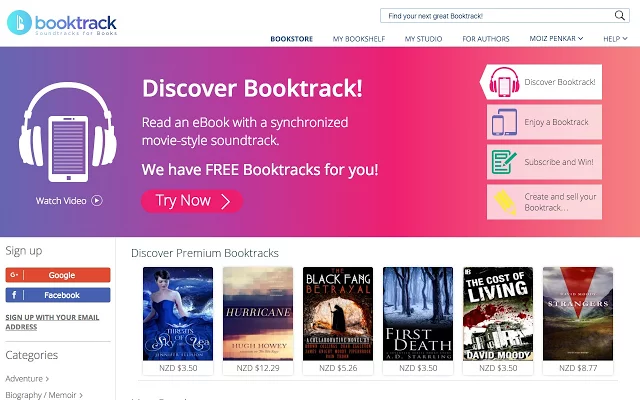 booktrack
Soundtracks for Books
Find your next great Booktrack!
BOOKSTORE
MY BOOKSHELF
MY STUDIO
FOR AUTHORS
MOIZ PENKAR
HELP
Discover Booktrack!
Read an eBook with a synchronized
movie-style soundtrack.
We have FREE Booktracks for you!
Try Now
Watch Video
Discover Booktrack!
Enjoy a Booktrack
Subscribe and Win!
Create and sell your
Booktrack...
Sign up
G+ Google
f Facebook
SIGN UP WITH YOUR EMAIL
ADDRESS
Categories
Adventure
Biography / Memoir
Discover Premium Booktracks
THREATS OF
SKY & SEA
JENNIFER ELLISION
NZD $3.50
HURRICANE
HUGH HOWEY
NZD $12.29
THE
BLACK FANG
BETRAYAL
A COLLABORATIVE NOVEL BY
NZD $5.26
FIRST
DEATH
A.D. STARRLING
NZD $3.50
THE COST OF
LIVING
DAVID MOODY
NZD $3.50
DAVID MOODY
STRANGERS
NZD $8.77